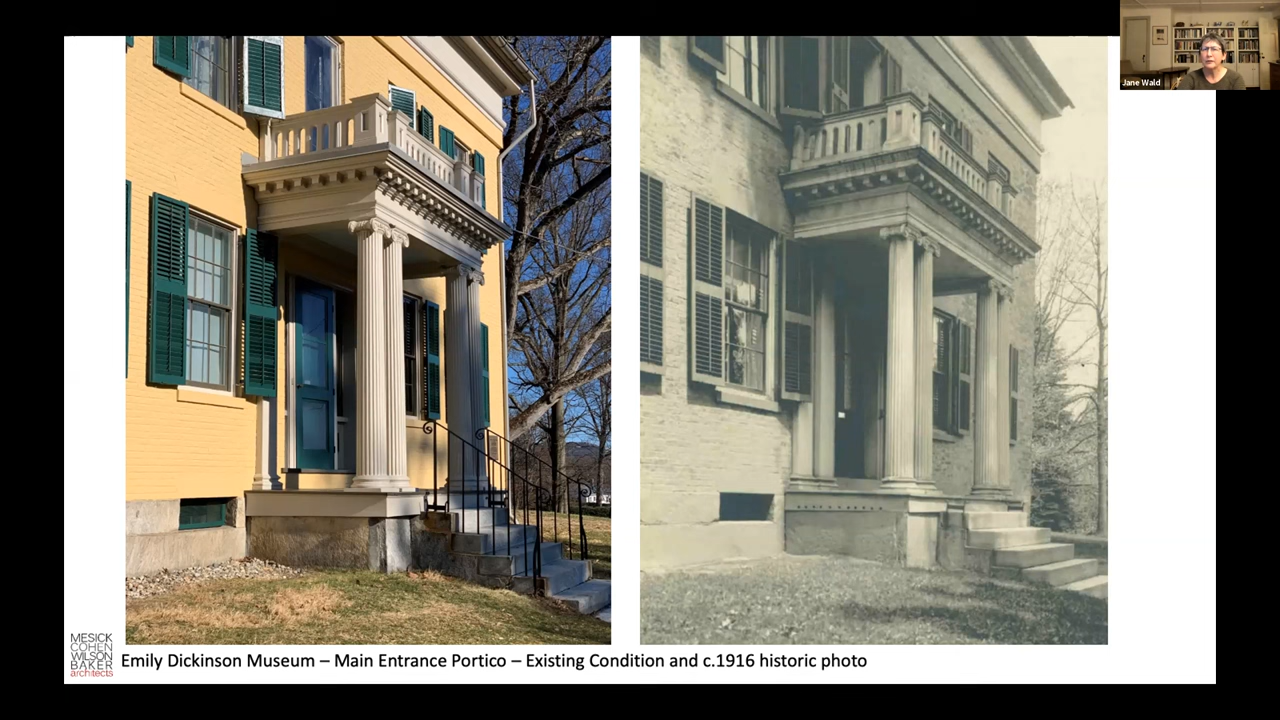 Jane Wald
MESICK
COHEN
WILSON
BAKER
architects
Emily Dickinson Museum – Main Entrance Portico – Existing Condition and c.1916 historic photo